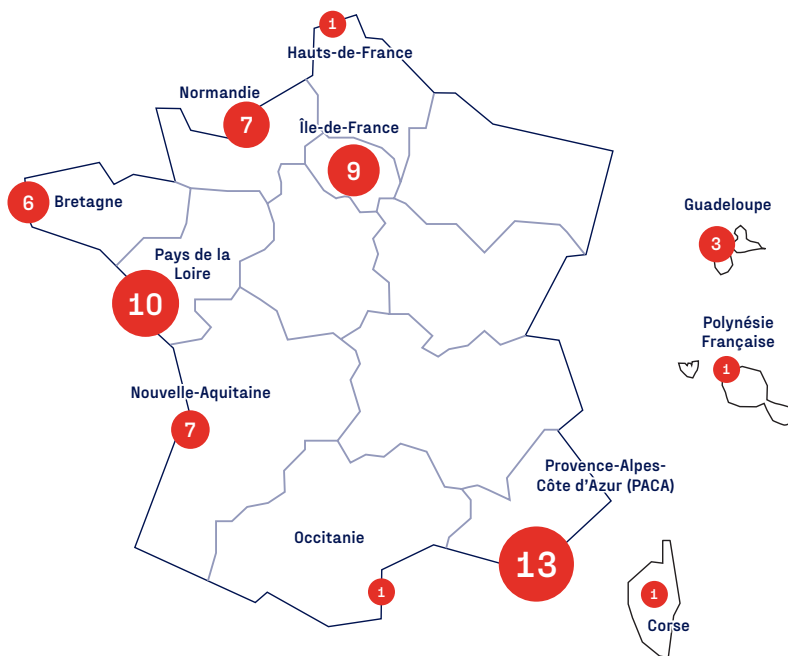 1
Hauts-de-France
Normandie
7
Île-de-France
9
6
Bretagne
Pays de la
Loire
10
Guadeloupe
3
Polynésie
Française
1
Nouvelle-Aquitaine
7
Provence-Alpes-
Côte d'Azur (PACA)
Occitanie
13
1
1
Corse